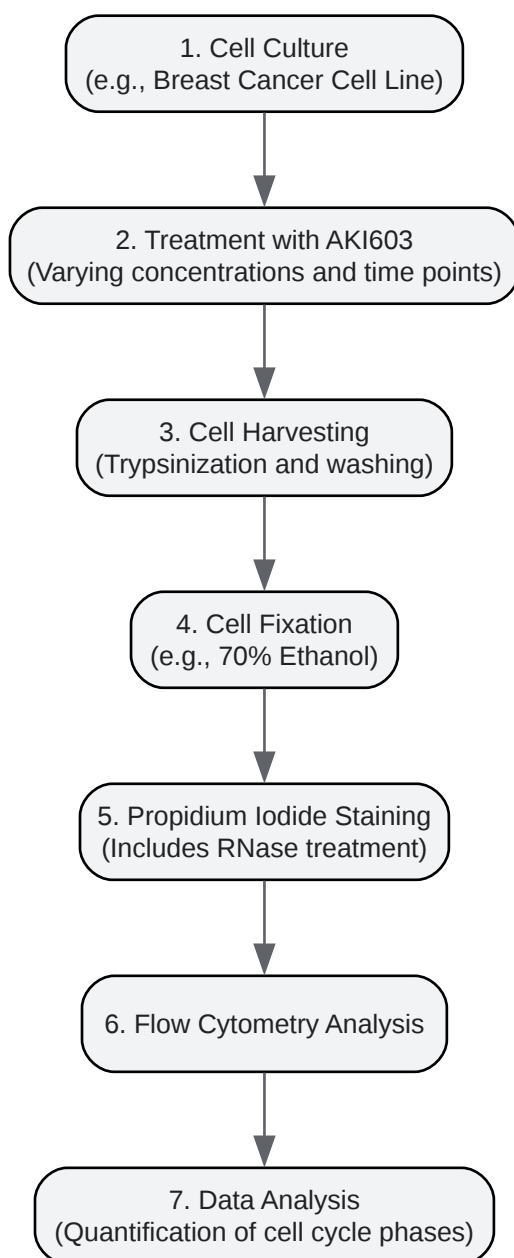 1. Cell Culture
(e.g., Breast Cancer Cell Line)
2. Treatment with AKI603
(Varying concentrations and time points)
3. Cell Harvesting
(Trypsinization and washing)
4. Cell Fixation
(e.g., 70% Ethanol)
5. Propidium Iodide Staining
(Includes RNase treatment)
6. Flow Cytometry Analysis
7. Data Analysis
(Quantification of cell cycle phases)